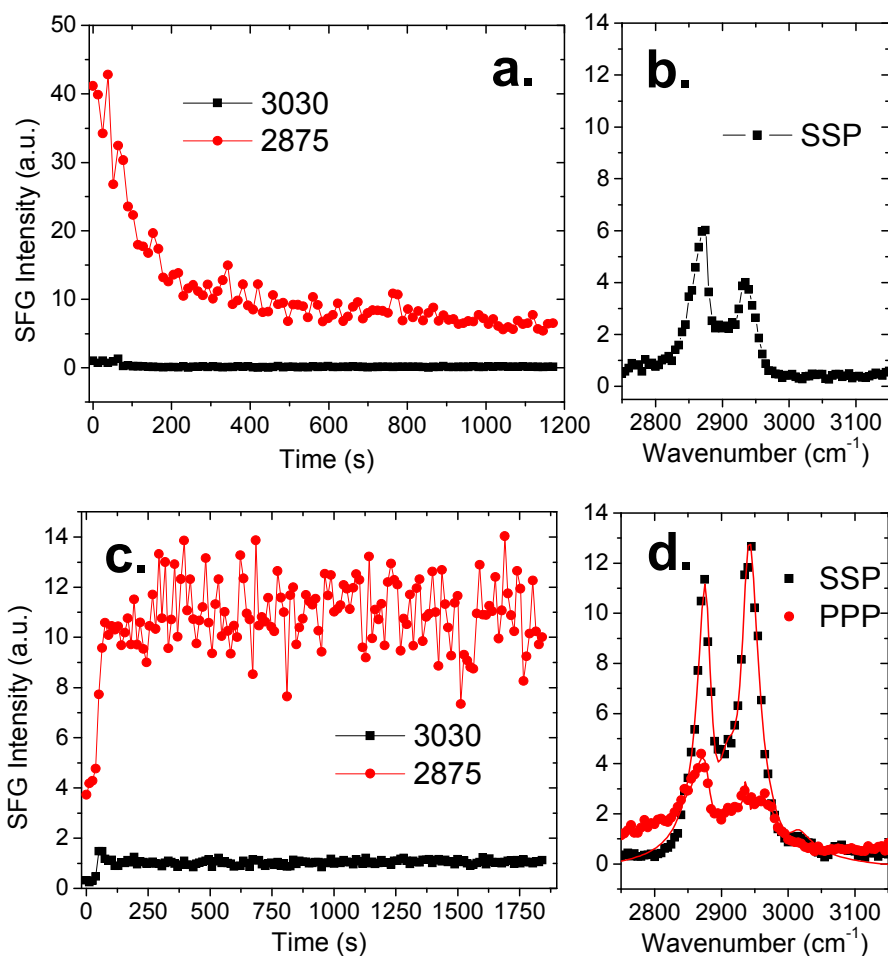 a.
3030
2875
SFG Intensity (a.u.)
50
40
30
20
10
0
0 200 400 600 800 1000 1200
Time (s)
b.
SSP
14
12
10
8
6
4
2
0
2800 2900 3000 3100
Wavenumber (cm⁻¹)
c.
3030
2875
SFG Intensity (a.u.)
14
12
10
8
6
4
2
0
0 250 500 750 1000 1250 1500 1750
Time (s)
d.
SSP
PPP
14
12
10
8
6
4
2
0
2800 2900 3000 3100
Wavenumber (cm⁻¹)